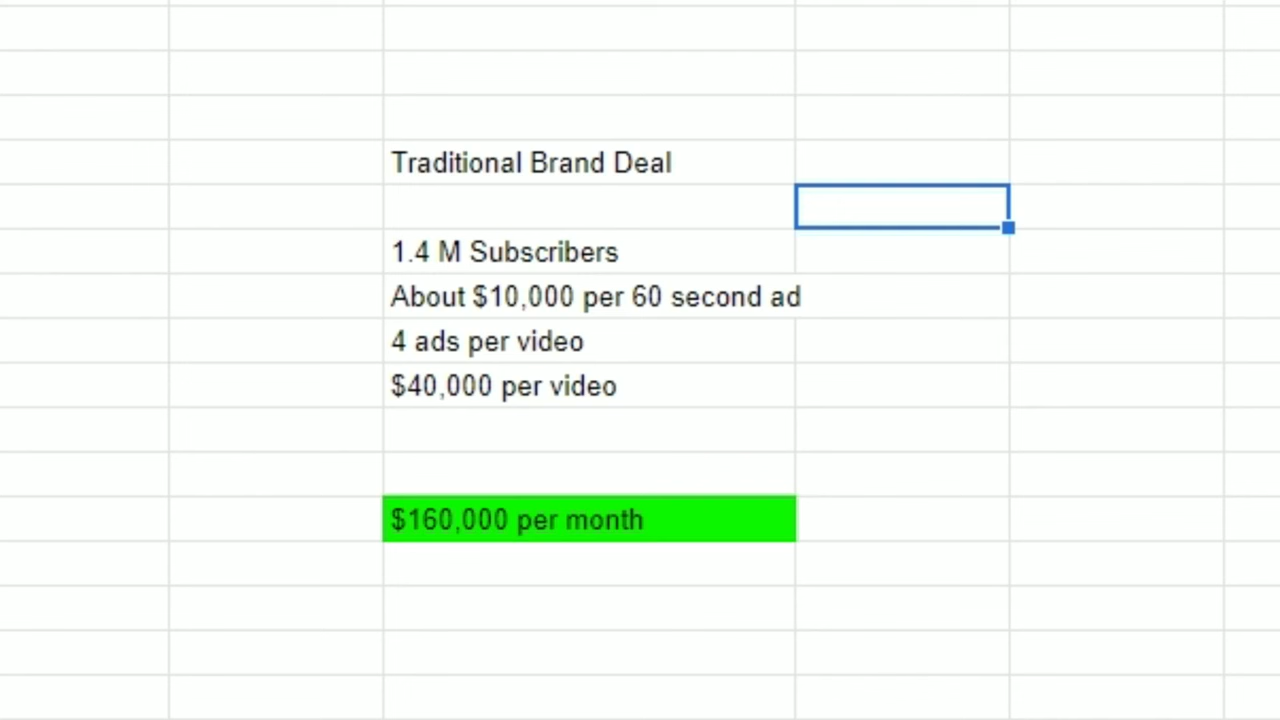 Traditional Brand Deal
1.4 M Subscribers
About $10,000 per 60 second ad
4 ads per video
$40,000 per video
$160,000 per month